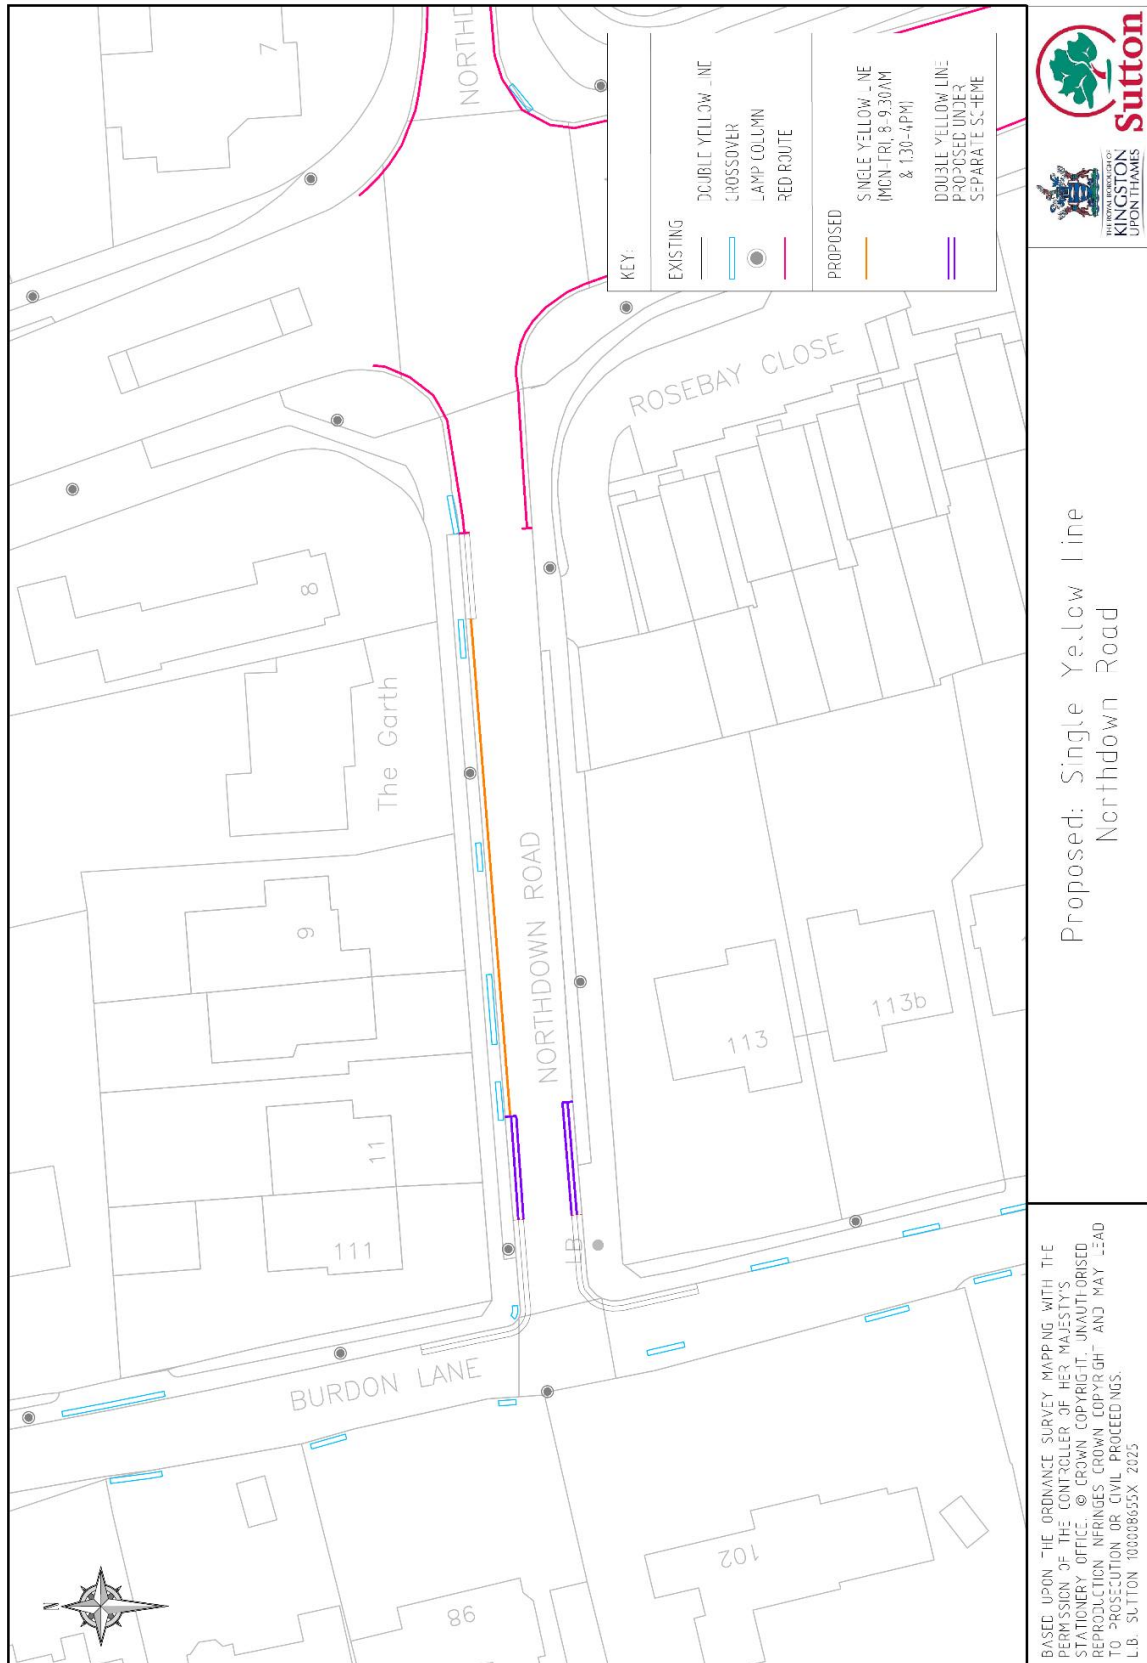 N
98
102
BURDON LANE
111
11
9
The Garth
8
7
NORTHD
NORTHDOWN ROAD
LB
113
113b
ROSEBAY CLOSE
KEY:
EXISTING
DOUBLE YELLOW LINE
CROSSOVER
LAMP COLUMN
RED ROUTE
PROPOSED
SINGLE YELLOW LINE
(MON-FRI, 8-9.30AM
& 1.30-4PM)
DOUBLE YELLOW LINE
PROPOSED UNDER
SEPARATE SCHEME
BASED UPON THE ORDNANCE SURVEY MAPPING WITH THE
PERMISSION OF THE CONTROLLER OF HER MAJESTY'S
STATIONERY OFFICE. © CROWN COPYRIGHT. UNAUTHORISED
REPRODUCTION INFRINGES CROWN COPYRIGHT AND MAY LEAD
TO PROSECUTION OR CIVIL PROCEEDINGS.
L.B. SUTTON 100008655X 2025
Proposed: Single Yellow Line
Northdown Road
THE ROYAL BOROUGH OF
KINGSTON
UPON THAMES
Sutton